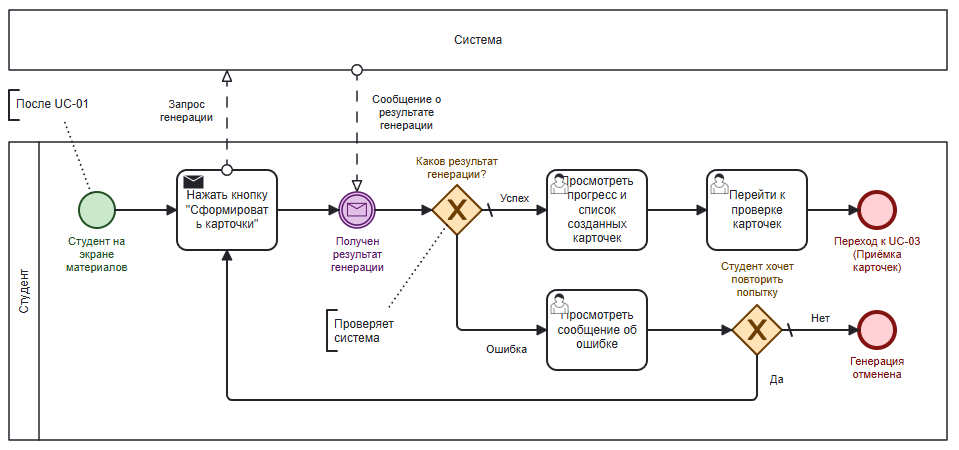 Система
После UC-01
Запрос
генерации
Сообщение о
результате
генерации
Студент
Студент на
экране
материалов
Нажать кнопку
"Сформироват
ь карточки"
Получен
результат
генерации
Каков результат
генерации?
Успех
Просмотреть
прогресс и
список
созданных
карточек
Перейти к
проверке
карточек
Переход к UC-03
(Приёмка
карточек)
Проверяет
система
Ошибка
Просмотреть
сообщение об
ошибке
Студент хочет
повторить
попытку
Нет
Да
Генерация
отменена